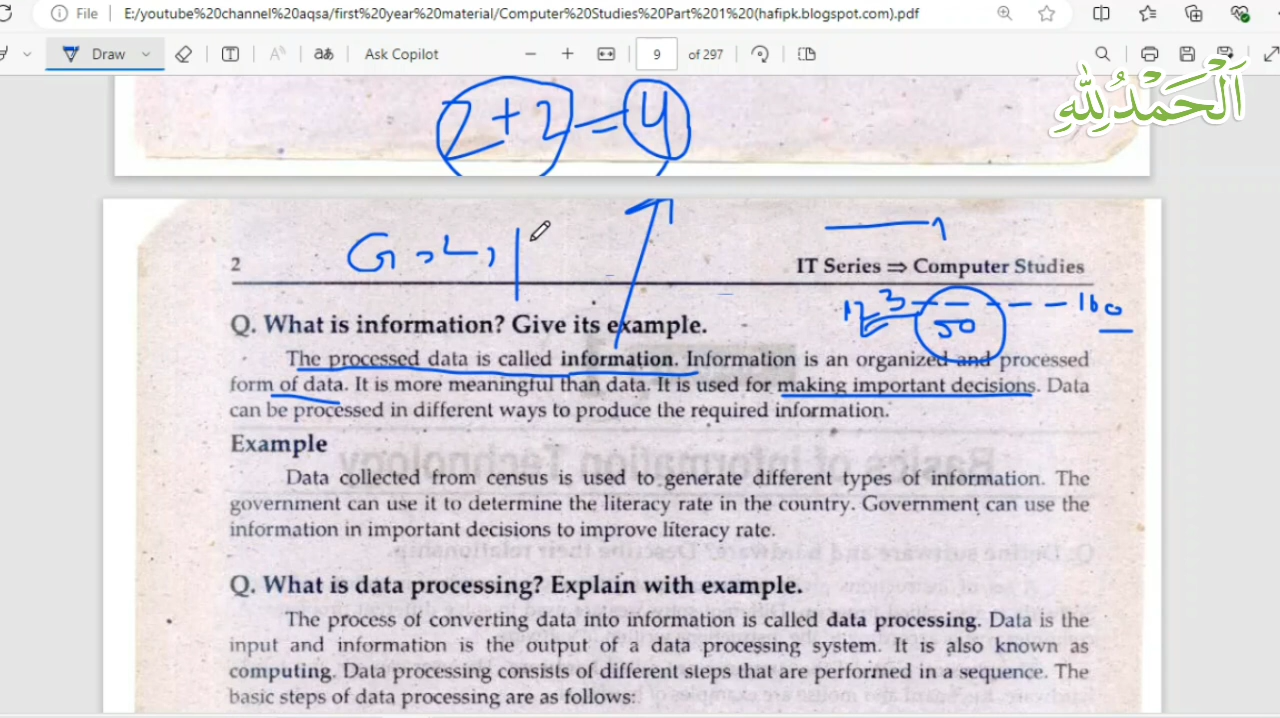 File E:/youtube%20channel%20aqsa/first%20year%20material/Computer%20Studies%20Part%201%20(hafipk.blogspot.com).pdf
Draw Ask Copilot 9 of 297
اَلْحَمْدُلِلّٰهِ
2 + 2 = 4
G, L,
2 IT Series ⇒ Computer Studies
1 2 3 - - - - - 100
50
Q. What is information? Give its example.
The processed data is called information. Information is an organized and processed
form of data. It is more meaningful than data. It is used for making important decisions. Data
can be processed in different ways to produce the required information.
Example
Data collected from census is used to generate different types of information. The
government can use it to determine the literacy rate in the country. Government can use the
information in important decisions to improve literacy rate.
Q. What is data processing? Explain with example.
The process of converting data into information is called data processing. Data is the
input and information is the output of a data processing system. It is also known as
computing. Data processing consists of different steps that are performed in a sequence. The
basic steps of data processing are as follows: